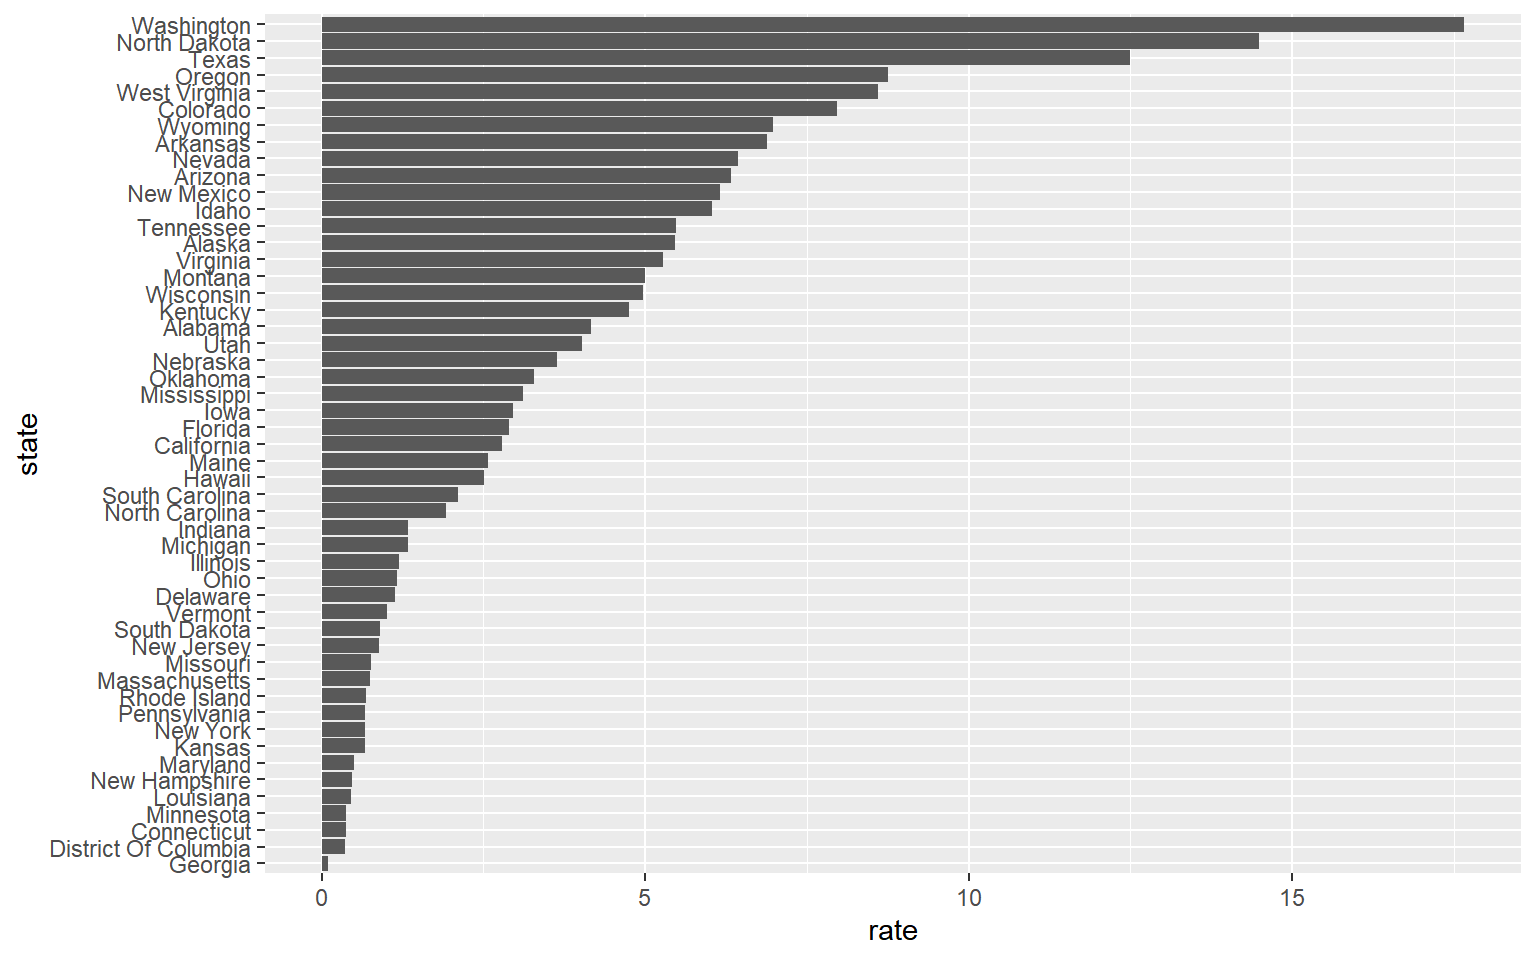 Washington
North Dakota
Texas
Oregon
West Virginia
Colorado
Wyoming
Arkansas
Nevada
Arizona
New Mexico
Idaho
Tennessee
Alaska
Virginia
Montana
Wisconsin
Kentucky
Alabama
Utah
Nebraska
Oklahoma
Mississippi
Iowa
Florida
California
Maine
Hawaii
South Carolina
North Carolina
Indiana
Michigan
Illinois
Ohio
Delaware
Vermont
South Dakota
New Jersey
Missouri
Massachusetts
Rhode Island
Pennsylvania
New York
Kansas
Maryland
New Hampshire
Louisiana
Minnesota
Connecticut
District Of Columbia
Georgia
state
0 5 10 15
rate